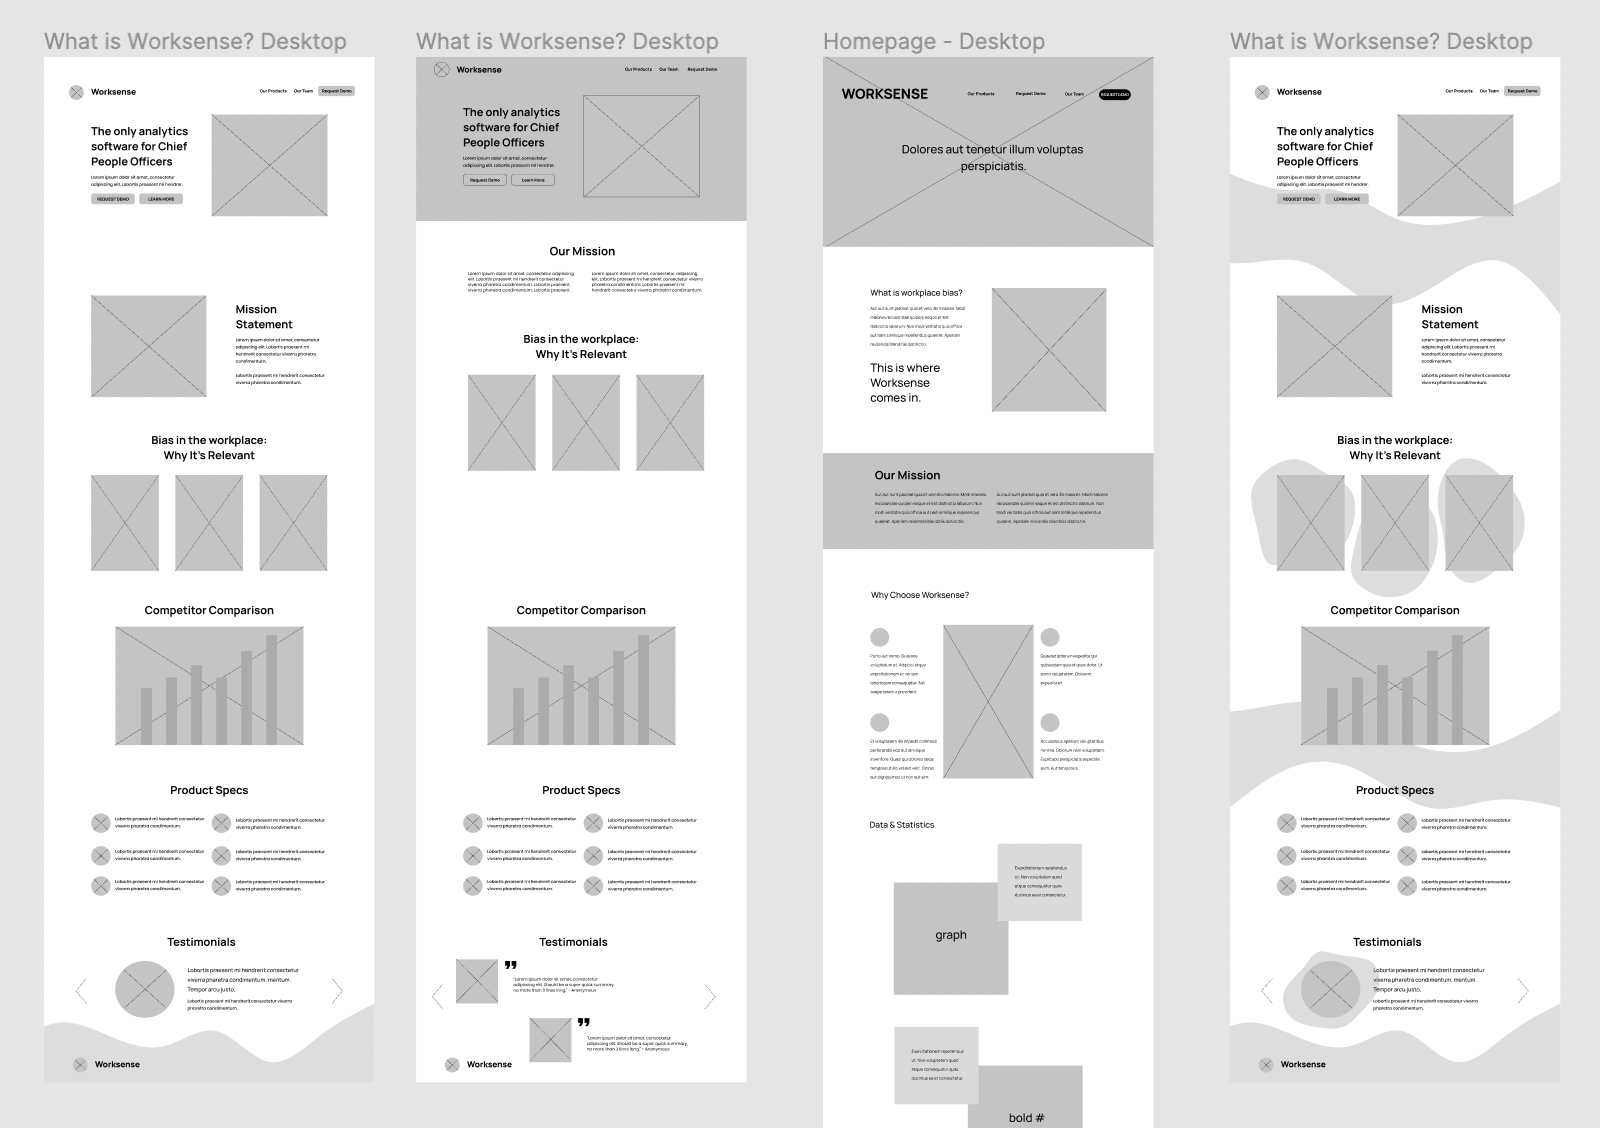 What is Worksense? Desktop
Worksense
Our Products
Our Team
Request Demo
The only analytics
software for Chief
People Officers
Lorem ipsum dolor sit amet, consectetur
adipiscing elit. Lobortis praesent mi hendrer.
REQUEST DEMO
LEARN MORE
Mission
Statement
Lorem ipsum dolor sit amet, consectetur
adipiscing elit. Lobortis praesent mi
hendrerit consectetur viverra pharetra
condimentum.
Lobortis praesent mi hendrerit consectetur
viverra pharetra condimentum.
Bias in the workplace:
Why It's Relevant
Competitor Comparison
Product Specs
Lobortis praesent mi hendrerit consectetur
viverra pharetra condimentum.
Lobortis praesent mi hendrerit consectetur
viverra pharetra condimentum.
Lobortis praesent mi hendrerit consectetur
viverra pharetra condimentum.
Lobortis praesent mi hendrerit consectetur
viverra pharetra condimentum.
Lobortis praesent mi hendrerit consectetur
viverra pharetra condimentum.
Lobortis praesent mi hendrerit consectetur
viverra pharetra condimentum.
Testimonials
Lobortis praesent mi hendrerit consectetur
viverra pharetra condimentum, mentum.
Tempor arcu justo,
Lobortis praesent mi hendrerit consectetur viverra
pharetra condimentum.
Worksense
What is Worksense? Desktop
Worksense
Our Products
Our Team
Request Demo
The only analytics
software for Chief
People Officers
Lorem ipsum dolor sit amet, consectetur
adipiscing elit. Lobortis praesent mi hendre.
Request Demo
Learn More
Our Mission
Lorem ipsum dolor sit amet, consectetur adipiscing
elit. Lobortis praesent mi hendrerit consectetur
viverra pharetra condimentum. Lobortis praesent
viverra pharetra condimentum. Lobortis praesent.
Lorem ipsum dolor sit amet, consectetur adipiscing
elit. Lobortis praesent mi hendrerit consectetur viverra
pharetra condimentum. Lobortis praesent mi
hendrerit consectetur viverra pharetra condimentum.
Bias in the workplace:
Why It's Relevant
Competitor Comparison
Product Specs
Lobortis praesent mi hendrerit consectetur
viverra pharetra condimentum.
Lobortis praesent mi hendrerit consectetur
viverra pharetra condimentum.
Lobortis praesent mi hendrerit consectetur
viverra pharetra condimentum.
Lobortis praesent mi hendrerit consectetur
viverra pharetra condimentum.
Lobortis praesent mi hendrerit consectetur
viverra pharetra condimentum.
Lobortis praesent mi hendrerit consectetur
viverra pharetra condimentum.
Testimonials
"Lorem ipsum dolor sit amet, consectetur
adipiscing elit. Should be a super quick summary,
no more than 3 lines long." - Anonymous
"Lorem ipsum dolor sit amet, consectetur
adipiscing elit. Should be a super quick summary,
no more than 3 lines long." - Anonymous
Worksense
Homepage - Desktop
WORKSENSE
Our Products
Request Demo
Our Team
REQUEST DEMO
Dolores aut tenetur illum voluptas
perspiciatis.
What is workplace bias?
This is where
Worksense
comes in.
Our Mission
Why Choose Worksense?
Data & Statistics
graph
bold #
What is Worksense? Desktop
Worksense
Our Products
Our Team
Request Demo
The only analytics
software for Chief
People Officers
Lorem ipsum dolor sit amet, consectetur
adipiscing elit. Lobortis praesent mi hendrer.
REQUEST DEMO
LEARN MORE
Mission
Statement
Lorem ipsum dolor sit amet, consectetur
adipiscing elit. Lobortis praesent mi
hendrerit consectetur viverra pharetra
condimentum.
Lobortis praesent mi hendrerit consectetur
viverra pharetra condimentum.
Bias in the workplace:
Why It's Relevant
Competitor Comparison
Product Specs
Lobortis praesent mi hendrerit consectetur
viverra pharetra condimentum.
Lobortis praesent mi hendrerit consectetur
viverra pharetra condimentum.
Lobortis praesent mi hendrerit consectetur
viverra pharetra condimentum.
Lobortis praesent mi hendrerit consectetur
viverra pharetra condimentum.
Lobortis praesent mi hendrerit consectetur
viverra pharetra condimentum.
Lobortis praesent mi hendrerit consectetur
viverra pharetra condimentum.
Testimonials
Lobortis praesent mi hendrerit consectetur
viverra pharetra condimentum, mentum.
Tempor arcu justo,
Lobortis praesent mi hendrerit consectetur viverra
pharetra condimentum.
Worksense